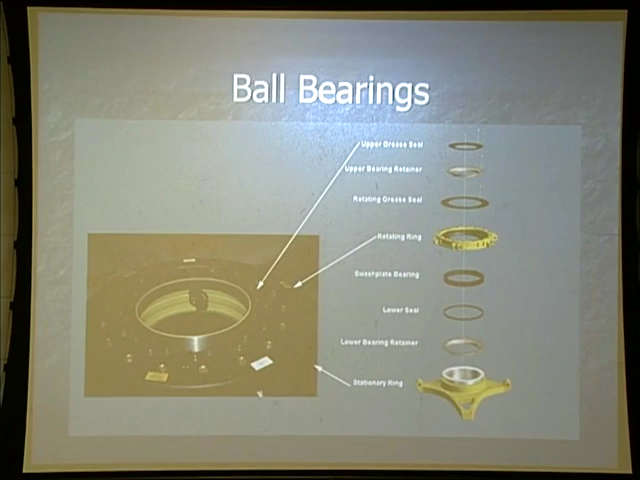 Ball Bearings
Upper Grease Seal
Upper Bearing Retainer
Rotating Grease Seal
Rotating Ring
Swashplate Bearing
Lower Seal
Lower Bearing Retainer
Stationary Ring